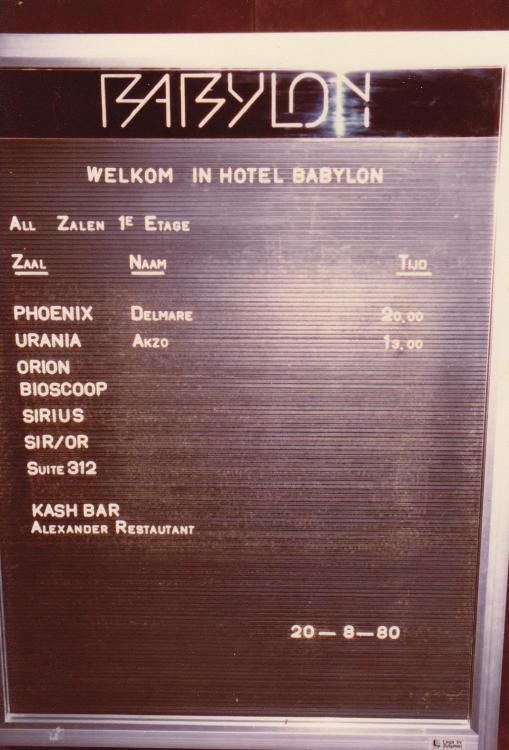 BABYLON
WELKOM IN HOTEL BABYLON
ALL ZALEN 1E ETAGE
ZAAL NAAM TIJD
PHOENIX DELMARE 20.00
URANIA AKZO 13.00
ORION
BIOSCOOP
SIRIUS
SIR/OR
SUITE 312
KASH BAR
ALEXANDER RESTAUTANT
20-8-80